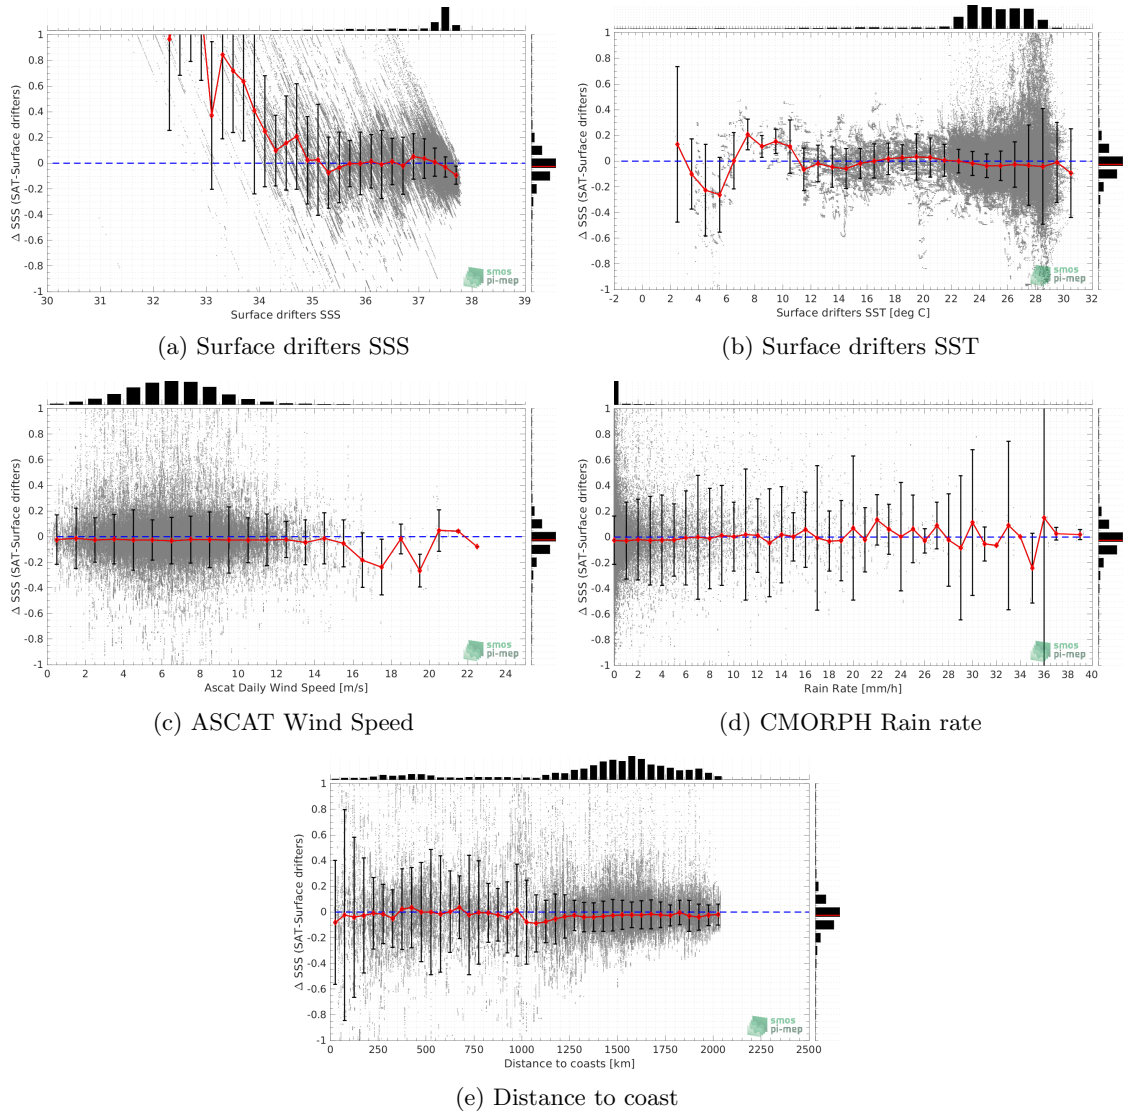 1
0.8
0.6
0.4
0.2
0
-0.2
-0.4
-0.6
-0.8
-1
Δ SSS (SAT-Surface drifters)
smos
pi-mep
30 31 32 33 34 35 36 37 38 39
Surface drifters SSS
(a) Surface drifters SSS
1
0.8
0.6
0.4
0.2
0
-0.2
-0.4
-0.6
-0.8
-1
Δ SSS (SAT-Surface drifters)
smos
pi-mep
-2 0 2 4 6 8 10 12 14 16 18 20 22 24 26 28 30 32
Surface drifters SST [deg C]
(b) Surface drifters SST
1
0.8
0.6
0.4
0.2
0
-0.2
-0.4
-0.6
-0.8
-1
Δ SSS (SAT-Surface drifters)
smos
pi-mep
0 2 4 6 8 10 12 14 16 18 20 22 24
Ascat Daily Wind Speed [m/s]
(c) ASCAT Wind Speed
1
0.8
0.6
0.4
0.2
0
-0.2
-0.4
-0.6
-0.8
-1
Δ SSS (SAT-Surface drifters)
smos
pi-mep
0 2 4 6 8 10 12 14 16 18 20 22 24 26 28 30 32 34 36 38 40
Rain Rate [mm/h]
(d) CMORPH Rain rate
1
0.8
0.6
0.4
0.2
0
-0.2
-0.4
-0.6
-0.8
-1
Δ SSS (SAT-Surface drifters)
smos
pi-mep
0 250 500 750 1000 1250 1500 1750 2000 2250 2500
Distance to coasts [km]
(e) Distance to coast